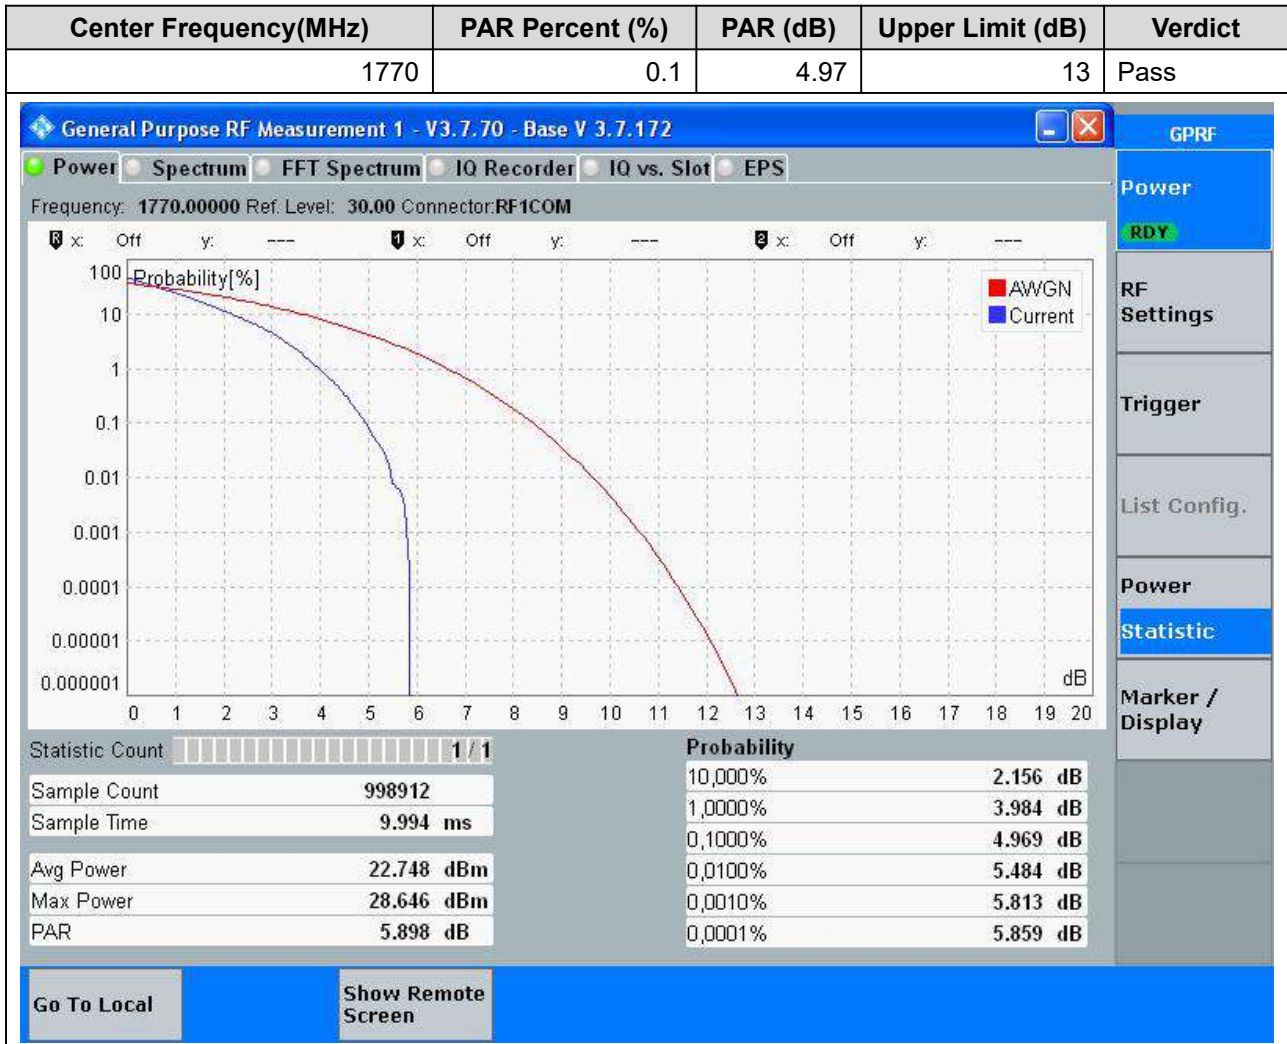 Center Frequency(MHz) PAR Percent (%) PAR (dB) Upper Limit (dB) Verdict
1770 0.1 4.97 13 Pass
General Purpose RF Measurement 1 - V3.7.70 - Base V 3.7.172
GPRF
Power Spectrum FFT Spectrum IQ Recorder IQ vs. Slot EPS
Power
RDY
Frequency: 1770.00000 Ref. Level: 30.00 Connector:RF1COM
R x: Off y: --- 1 x: Off y: --- 2 x: Off y: ---
Probability[%]
AWGN
Current
100
10
1
0.1
0.01
0.001
0.0001
0.00001
0.000001
dB
0 1 2 3 4 5 6 7 8 9 10 11 12 13 14 15 16 17 18 19 20
RF
Settings
Trigger
List Config.
Power
Statistic
Marker /
Display
Statistic Count 1 / 1
Sample Count 998912
Sample Time 9.994 ms
Avg Power 22.748 dBm
Max Power 28.646 dBm
PAR 5.898 dB
Probability
10,000% 2.156 dB
1,0000% 3.984 dB
0,1000% 4.969 dB
0,0100% 5.484 dB
0,0010% 5.813 dB
0,0001% 5.859 dB
Go To Local
Show Remote
Screen